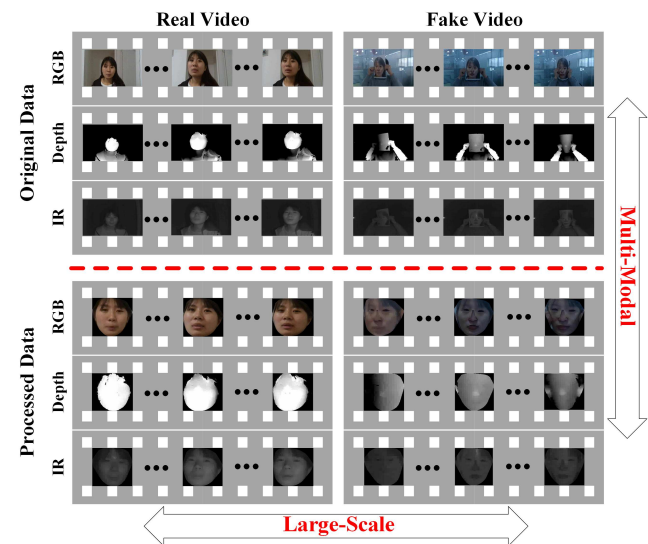 Real Video
Fake Video
Original Data
RGB
Depth
IR
Processed Data
RGB
Depth
IR
Multi-Modal
Large-Scale